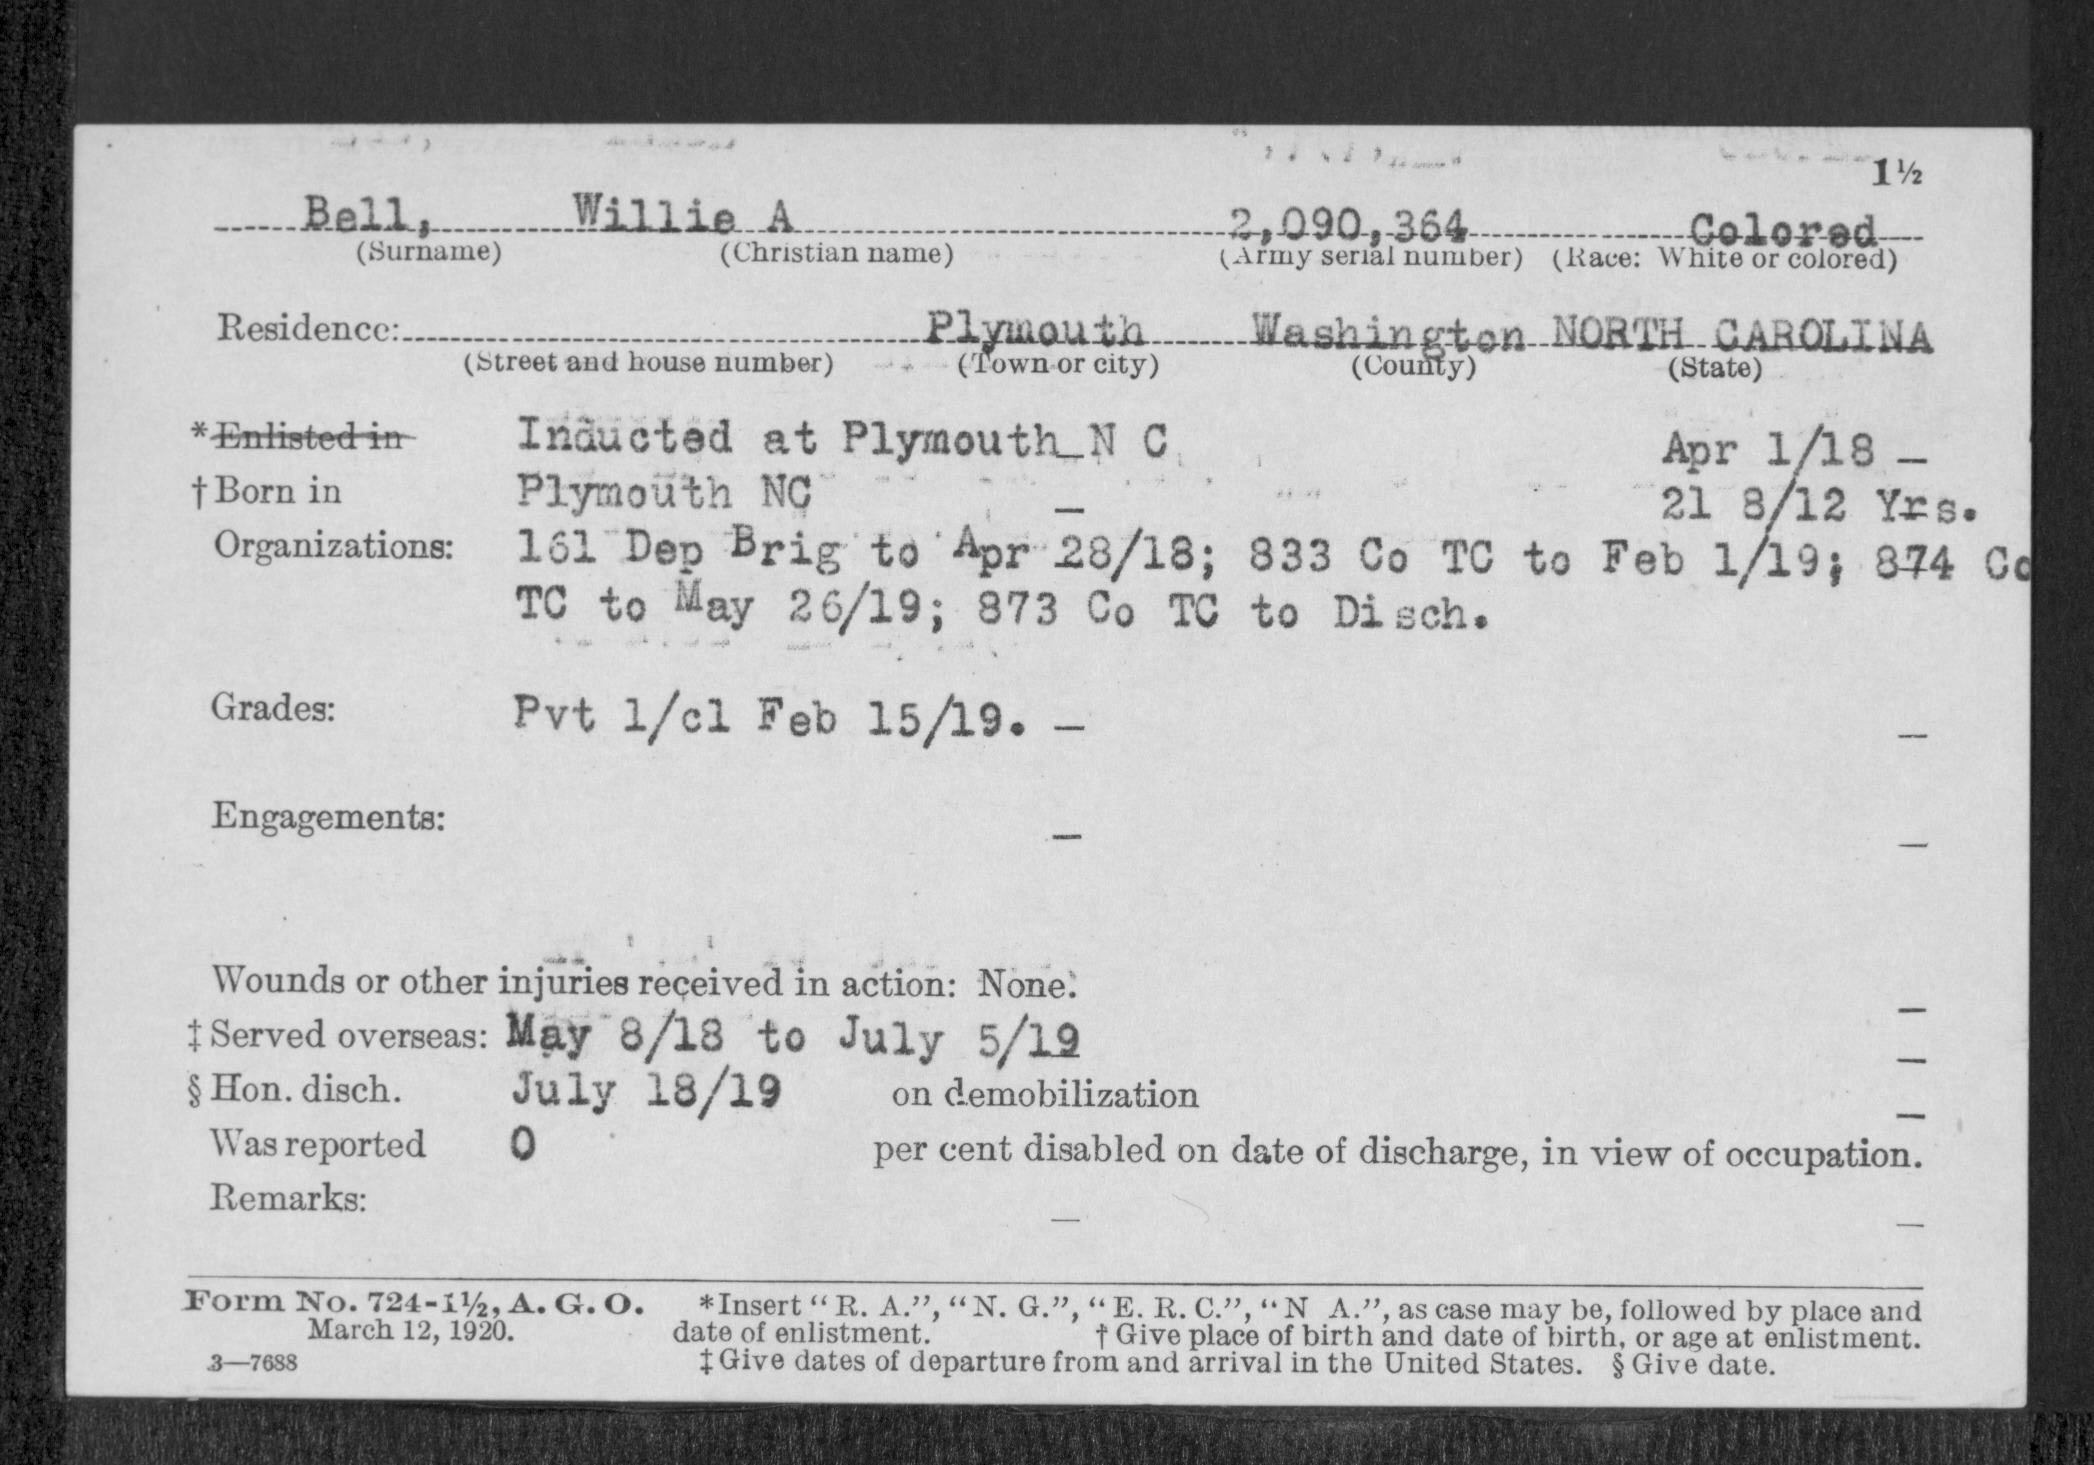 1½
Bell, Willie A 2,090,364 Colored
(Surname) (Christian name) (Army serial number) (Race: White or colored)
Residence: Plymouth Washington NORTH CAROLINA
(Street and house number) (Town or city) (County) (State)
*Enlisted in Inducted at Plymouth N C Apr 1/18 –
†Born in Plymouth NC – 21 8/12 Yrs.
Organizations: 161 Dep Brig to Apr 28/18; 833 Co TC to Feb 1/19; 874 Co
TC to May 26/19; 873 Co TC to Disch.
Grades: Pvt 1/cl Feb 15/19. – –
Engagements: – –
Wounds or other injuries received in action: None. –
‡Served overseas: May 8/18 to July 5/19 –
§Hon. disch. July 18/19 on demobilization –
Was reported 0 per cent disabled on date of discharge, in view of occupation.
Remarks: – –
Form No. 724-1½, A. G. O. *Insert "R. A.", "N. G.", "E. R. C.", "N A.", as case may be, followed by place and
March 12, 1920. date of enlistment. †Give place of birth and date of birth, or age at enlistment.
3—7688 ‡Give dates of departure from and arrival in the United States. §Give date.